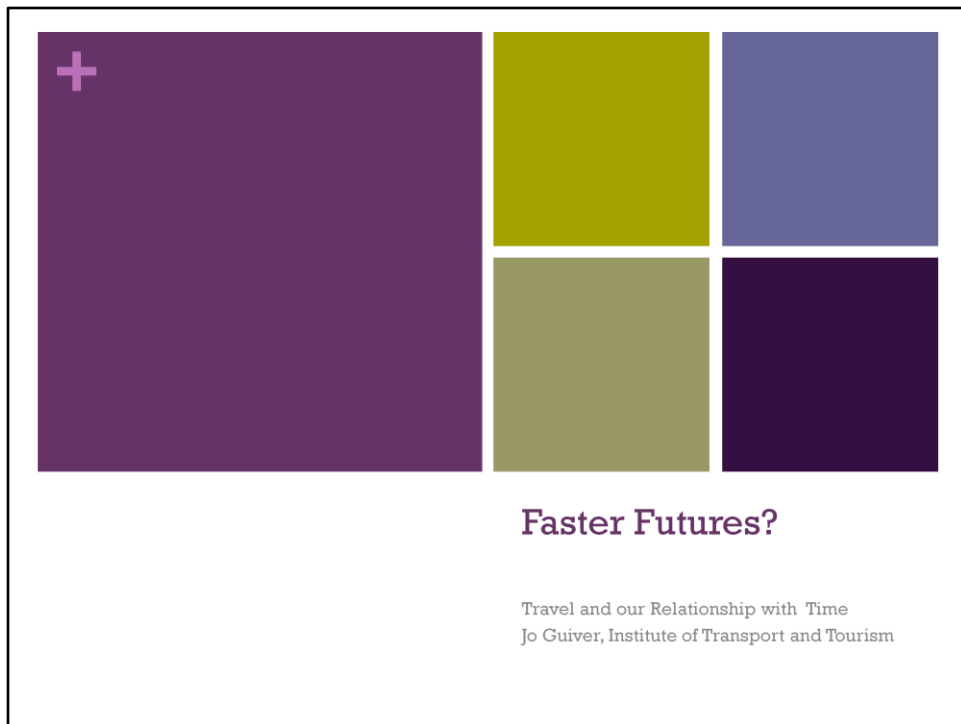 +
Faster Futures?
Travel and our Relationship with Time
Jo Guiver, Institute of Transport and Tourism